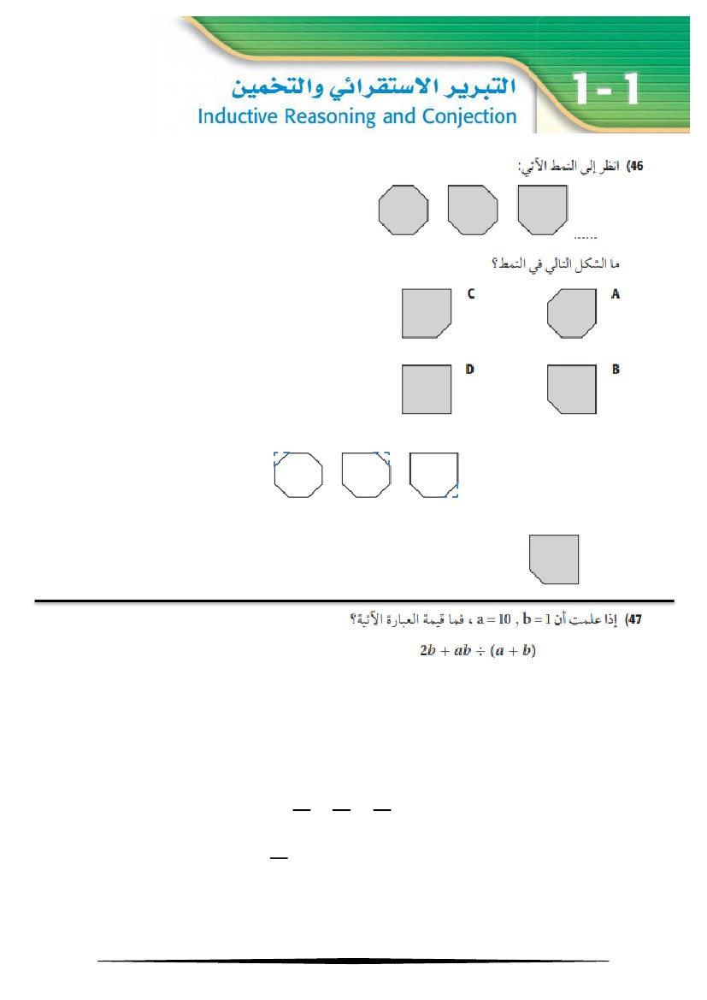 1-1
التبرير الاستقرائي والتخمين
Inductive Reasoning and Conjection
46) انظر إلى النمط الآتي:
......
ما الشكل التالي في النمط؟
A C
B D
47) إذا علمت أن a = 10 , b = 1 ، فما قيمة العبارة الآتية؟
2b + ab ÷ (a + b)